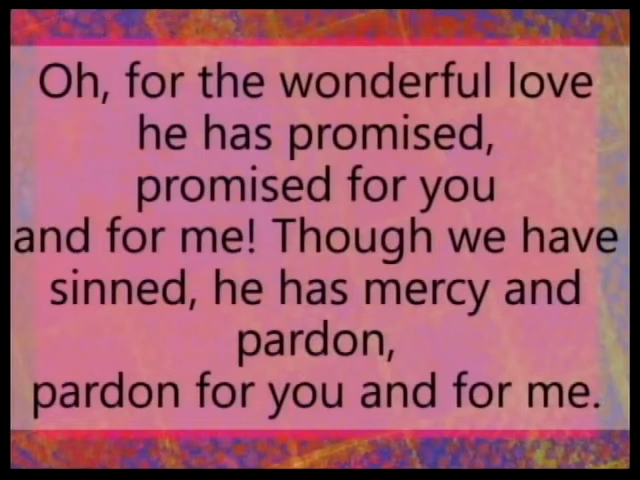 Oh, for the wonderful love
he has promised,
promised for you
and for me! Though we have
sinned, he has mercy and
pardon,
pardon for you and for me.